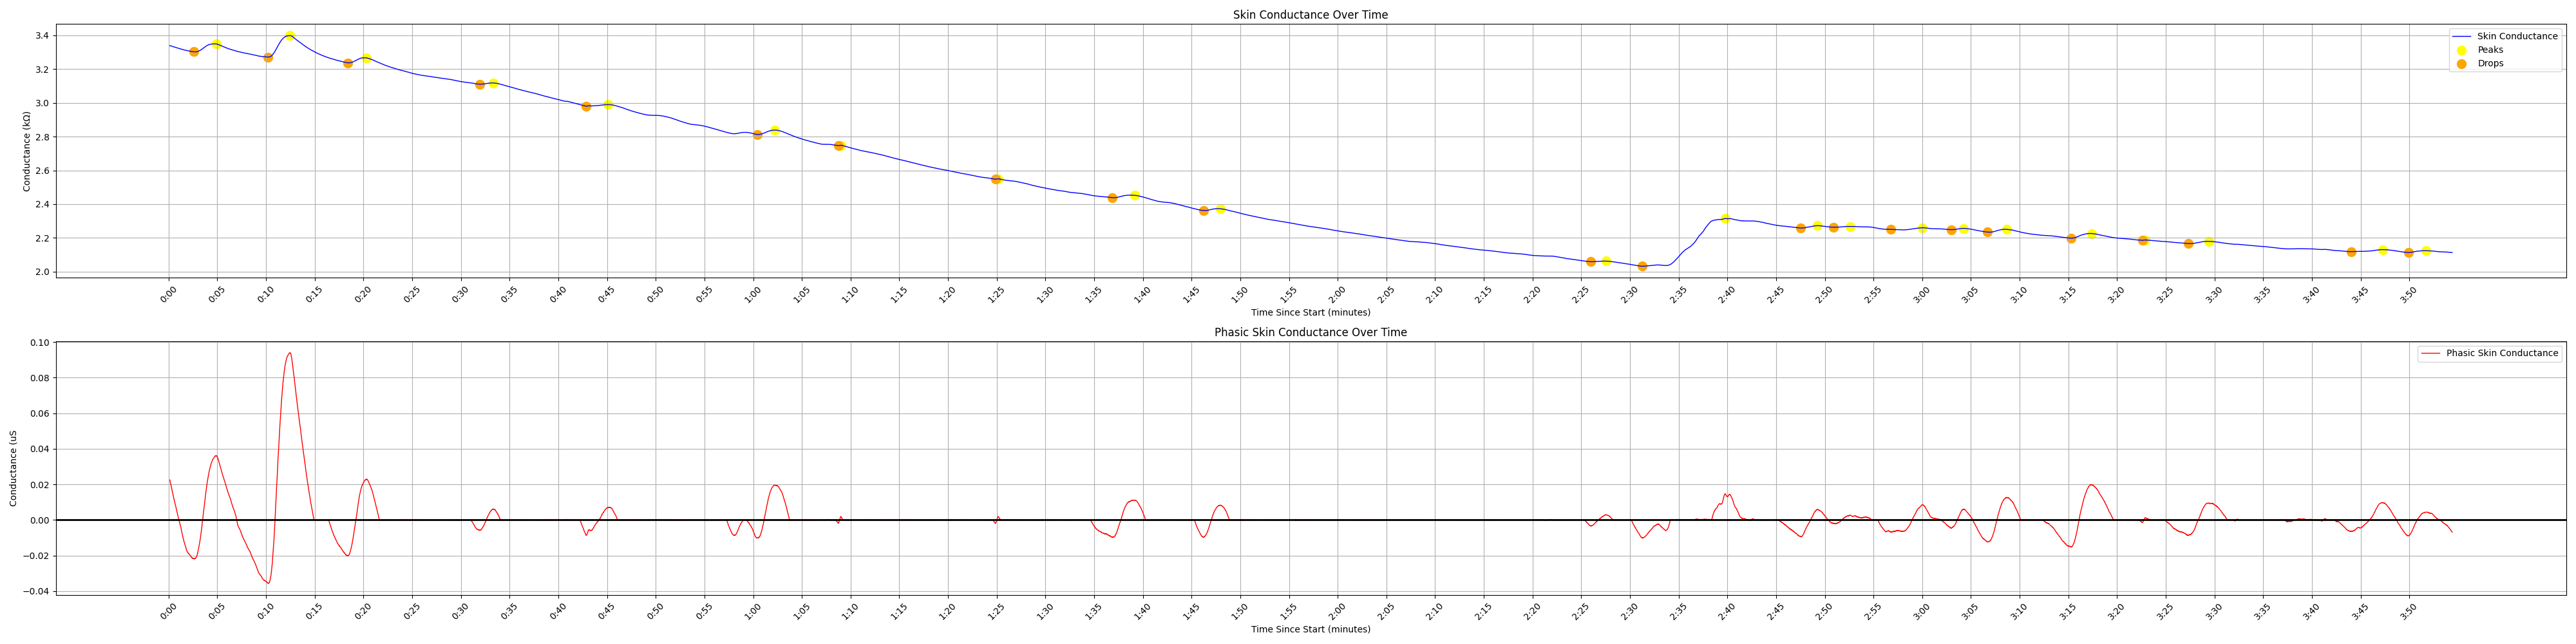 Skin Conductance Over Time
Conductance (kΩ)
3.4
3.2
3.0
2.8
2.6
2.4
2.2
2.0
Skin Conductance
Peaks
Drops
0:00 0:05 0:10 0:15 0:20 0:25 0:30 0:35 0:40 0:45 0:50 0:55 1:00 1:05 1:10 1:15 1:20 1:25 1:30 1:35 1:40 1:45 1:50 1:55 2:00 2:05 2:10 2:15 2:20 2:25 2:30 2:35 2:40 2:45 2:50 2:55 3:00 3:05 3:10 3:15 3:20 3:25 3:30 3:35 3:40 3:45 3:50
Time Since Start (minutes)
Phasic Skin Conductance Over Time
Conductance (uS
0.10
0.08
0.06
0.04
0.02
0.00
−0.02
−0.04
Phasic Skin Conductance
0:00 0:05 0:10 0:15 0:20 0:25 0:30 0:35 0:40 0:45 0:50 0:55 1:00 1:05 1:10 1:15 1:20 1:25 1:30 1:35 1:40 1:45 1:50 1:55 2:00 2:05 2:10 2:15 2:20 2:25 2:30 2:35 2:40 2:45 2:50 2:55 3:00 3:05 3:10 3:15 3:20 3:25 3:30 3:35 3:40 3:45 3:50
Time Since Start (minutes)